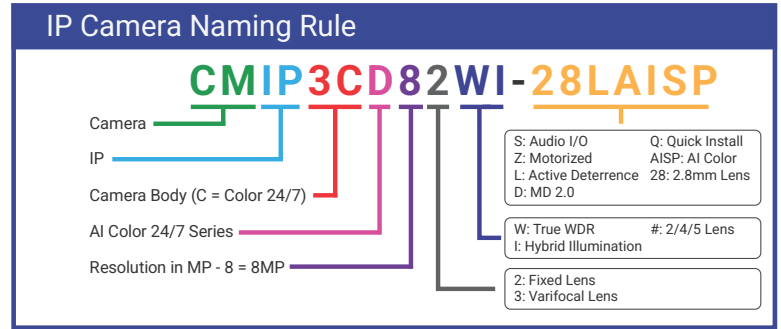 IP Camera Naming Rule
CMIP3CD82WI-28LAISP
Camera
IP
Camera Body (C = Color 24/7)
AI Color 24/7 Series
Resolution in MP - 8 = 8MP
S: Audio I/O Q: Quick Install
Z: Motorized AISP: AI Color
L: Active Deterrence 28: 2.8mm Lens
D: MD 2.0
W: True WDR #: 2/4/5 Lens
I: Hybrid Illumination
2: Fixed Lens
3: Varifocal Lens